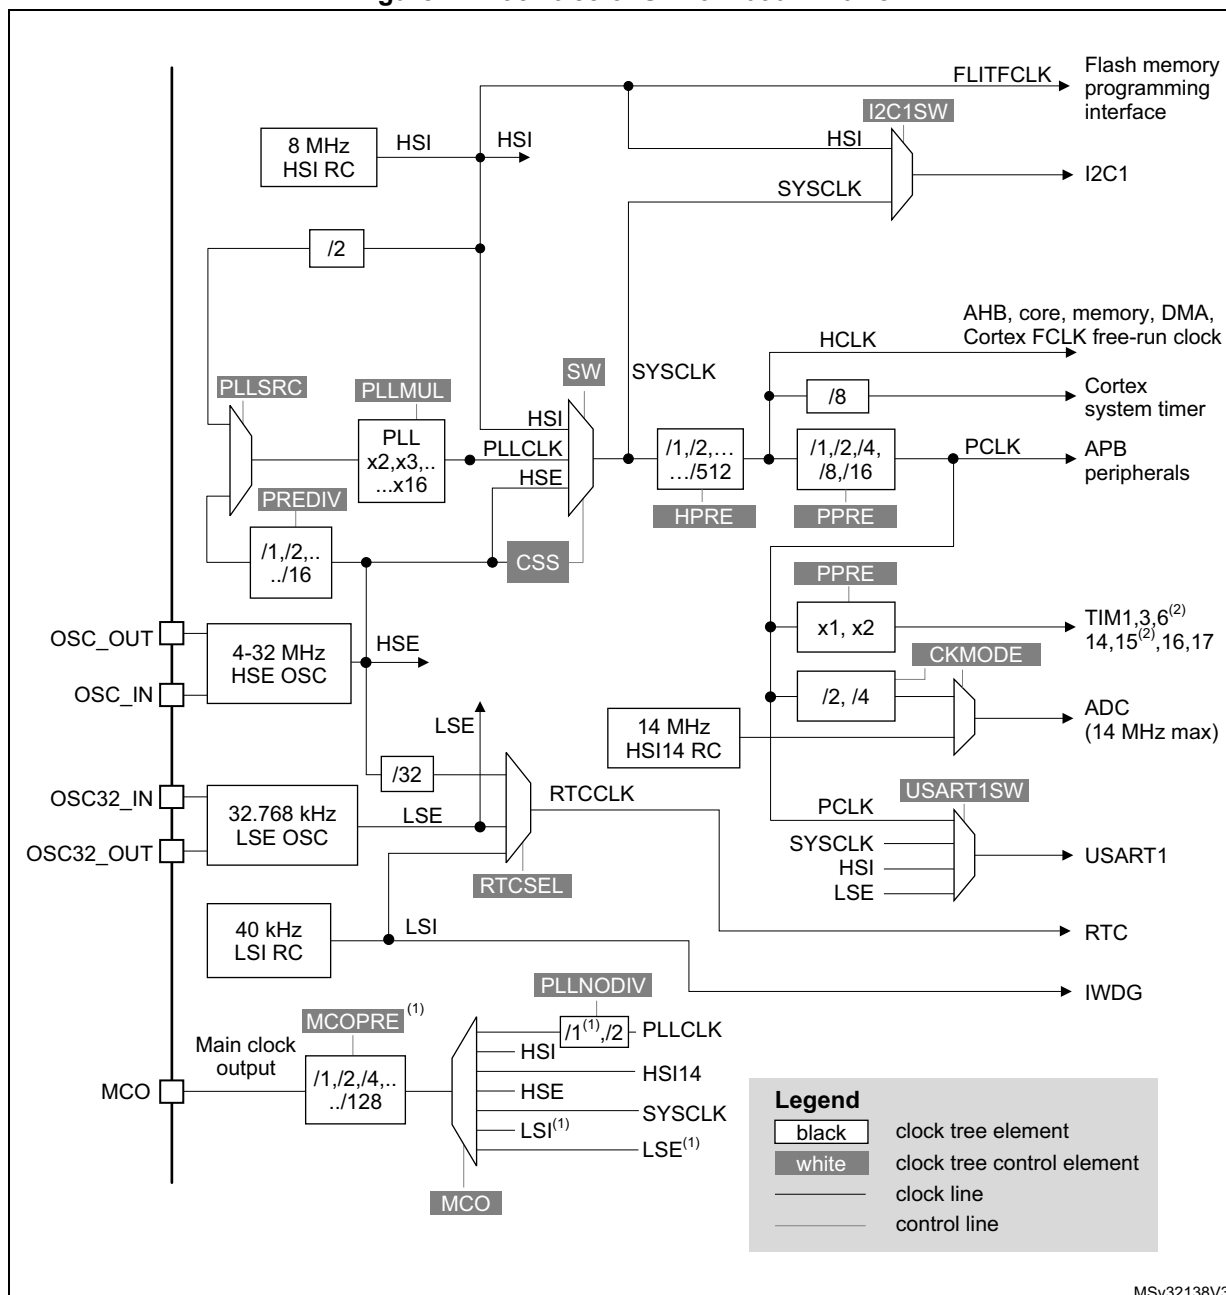 FLITFCLK
Flash memory
programming
interface
I2C1SW
8 MHz
HSI RC
HSI
HSI
HSI
SYSCLK
I2C1
/2
AHB, core, memory, DMA,
Cortex FCLK free-run clock
HCLK
PLLSRC
PLLMUL
SW
SYSCLK
/8
Cortex
system timer
PLL
x2,x3,..
...x16
HSI
PLLCLK
HSE
/1,/2,…
…/512
HPRE
/1,/2,/4,
/8,/16
PPRE
PCLK
APB
peripherals
PREDIV
/1,/2,..
../16
CSS
PPRE
x1, x2
TIM1,3,6(2)
14,15(2),16,17
OSC_OUT
OSC_IN
4-32 MHz
HSE OSC
HSE
CKMODE
/2, /4
14 MHz
HSI14 RC
ADC
(14 MHz max)
LSE
/32
RTCCLK
OSC32_IN
OSC32_OUT
32.768 kHz
LSE OSC
LSE
RTCSEL
USART1SW
PCLK
SYSCLK
HSI
LSE
USART1
40 kHz
LSI RC
LSI
RTC
IWDG
PLLNODIV
MCOPRE(1)
/1(1),/2
PLLCLK
Main clock
output
MCO
/1,/2,/4,..
../128
HSI
HSI14
HSE
SYSCLK
LSI(1)
LSE(1)
MCO
Legend
black
clock tree element
white
clock tree control element
clock line
control line